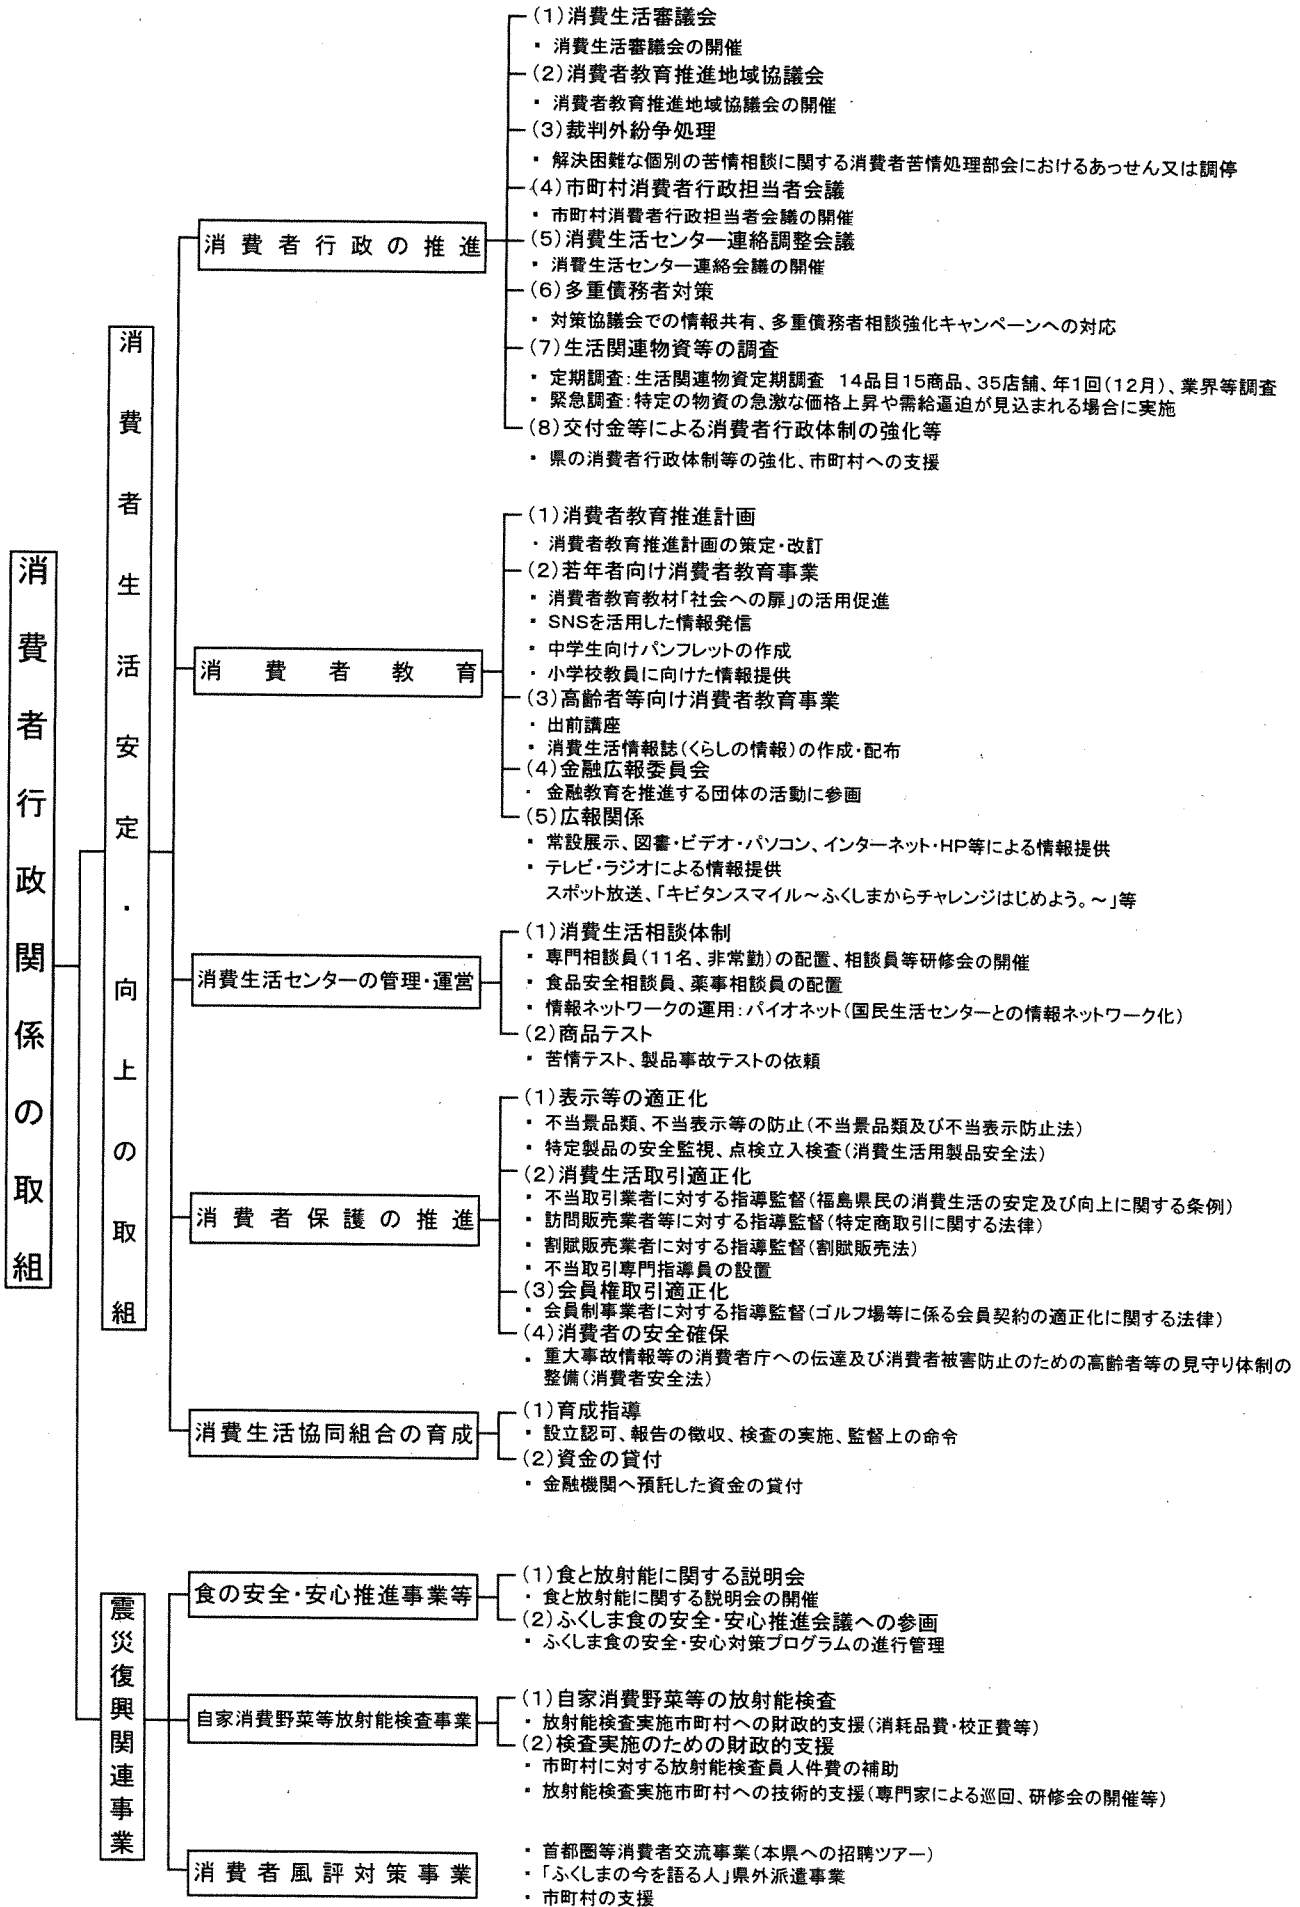 消費者行政関係の取組
消費者生活安定・向上の取組
消費者行政の推進
(1)消費生活審議会
・ 消費生活審議会の開催
(2)消費者教育推進地域協議会
・ 消費者教育推進地域協議会の開催
(3)裁判外紛争処理
・ 解決困難な個別の苦情相談に関する消費者苦情処理部会におけるあっせん又は調停
(4)市町村消費者行政担当者会議
・ 市町村消費者行政担当者会議の開催
(5)消費生活センター連絡調整会議
・ 消費生活センター連絡会議の開催
(6)多重債務者対策
・ 対策協議会での情報共有、多重債務者相談強化キャンペーンへの対応
(7)生活関連物資等の調査
・ 定期調査:生活関連物資定期調査 14品目15商品、35店舗、年1回(12月)、業界等調査
・ 緊急調査:特定の物資の急激な価格上昇や需給逼迫が見込まれる場合に実施
(8)交付金等による消費者行政体制の強化等
・ 県の消費者行政体制等の強化、市町村への支援
消費者教育
(1)消費者教育推進計画
・ 消費者教育推進計画の策定・改訂
(2)若年者向け消費者教育事業
・ 消費者教育教材「社会への扉」の活用促進
・ SNSを活用した情報発信
・ 中学生向けパンフレットの作成
・ 小学校教員に向けた情報提供
(3)高齢者等向け消費者教育事業
・ 出前講座
・ 消費生活情報誌(くらしの情報)の作成・配布
(4)金融広報委員会
・ 金融教育を推進する団体の活動に参画
(5)広報関係
・ 常設展示、図書・ビデオ・パソコン、インターネット・HP等による情報提供
・ テレビ・ラジオによる情報提供
スポット放送、「キビタンスマイル～ふくしまからチャレンジはじめよう。～」等
消費生活センターの管理・運営
(1)消費生活相談体制
・ 専門相談員(11名、非常勤)の配置、相談員等研修会の開催
・ 食品安全相談員、薬事相談員の配置
・ 情報ネットワークの運用:パイオネット(国民生活センターとの情報ネットワーク化)
(2)商品テスト
・ 苦情テスト、製品事故テストの依頼
消費者保護の推進
(1)表示等の適正化
・ 不当景品類、不当表示等の防止(不当景品類及び不当表示防止法)
・ 特定製品の安全監視、点検立入検査(消費生活用製品安全法)
(2)消費生活取引適正化
・ 不当取引業者に対する指導監督(福島県民の消費生活の安定及び向上に関する条例)
・ 訪問販売業者等に対する指導監督(特定商取引に関する法律)
・ 割賦販売業者に対する指導監督(割賦販売法)
・ 不当取引専門指導員の設置
(3)会員権取引適正化
・ 会員制事業者に対する指導監督(ゴルフ場等に係る会員契約の適正化に関する法律)
(4)消費者の安全確保
・ 重大事故情報等の消費者庁への伝達及び消費者被害防止のための高齢者等の見守り体制の
整備(消費者安全法)
消費生活協同組合の育成
(1)育成指導
・ 設立認可、報告の徴収、検査の実施、監督上の命令
(2)資金の貸付
・ 金融機関へ預託した資金の貸付
震災復興関連事業
食の安全・安心推進事業等
(1)食と放射能に関する説明会
・ 食と放射能に関する説明会の開催
(2)ふくしま食の安全・安心推進会議への参画
・ ふくしま食の安全・安心対策プログラムの進行管理
自家消費野菜等放射能検査事業
(1)自家消費野菜等の放射能検査
・ 放射能検査実施市町村への財政的支援(消耗品費・校正費等)
(2)検査実施のための財政的支援
・ 市町村に対する放射能検査員人件費の補助
・ 放射能検査実施市町村への技術的支援(専門家による巡回、研修会の開催等)
消費者風評対策事業
・ 首都圏等消費者交流事業(本県への招聘ツアー)
・ 「ふくしまの今を語る人」県外派遣事業
・ 市町村の支援